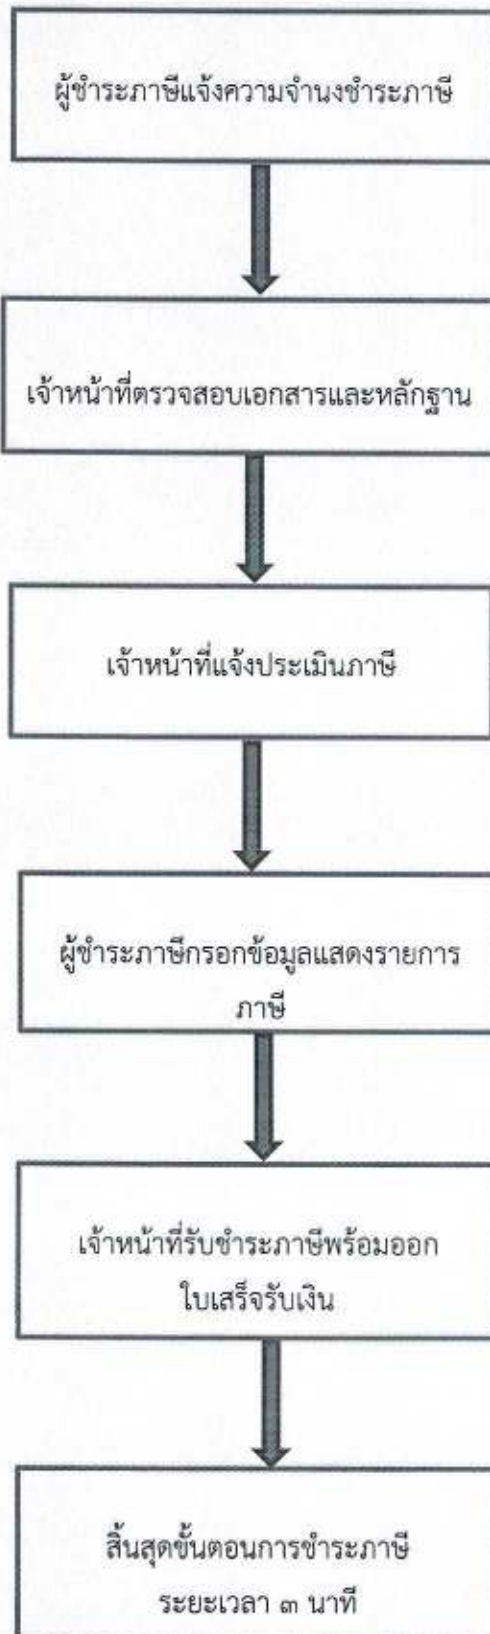 ผู้ชำระภาษีแจ้งความจำนงชำระภาษี
เจ้าหน้าที่ตรวจสอบเอกสารและหลักฐาน
เจ้าหน้าที่แจ้งประเมินภาษี
ผู้ชำระภาษีกรอกข้อมูลแสดงรายการ
ภาษี
เจ้าหน้าที่รับชำระภาษีพร้อมออก
ใบเสร็จรับเงิน
สิ้นสุดขั้นตอนการชำระภาษี
ระยะเวลา ๓ นาที